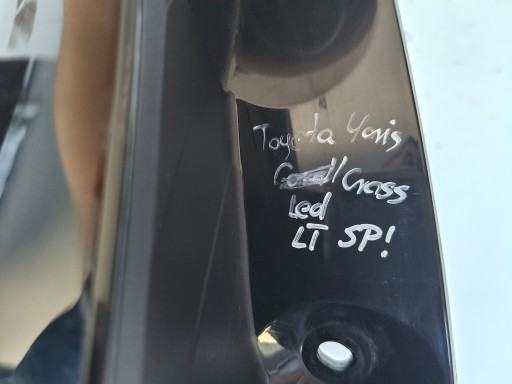 Toyota Yaris
Cross
Led
LT SP!